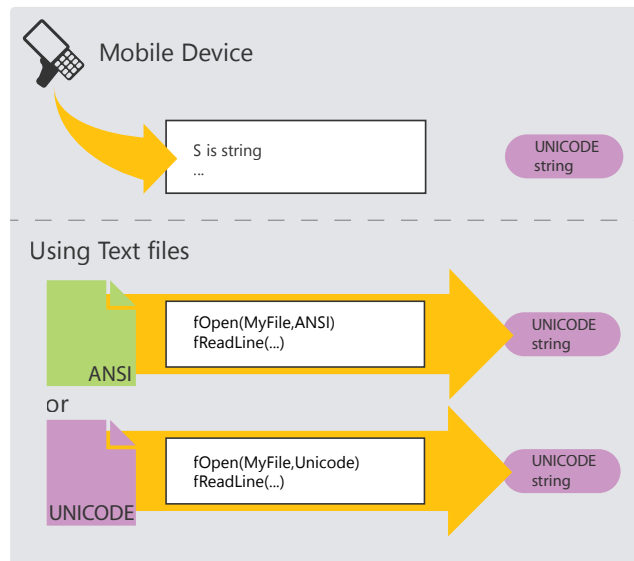 Mobile Device
S is string
...
UNICODE
string
Using Text files
fOpen(MyFile,ANSI)
fReadLine(...)
UNICODE
string
ANSI
or
fOpen(MyFile,Unicode)
fReadLine(...)
UNICODE
string
UNICODE